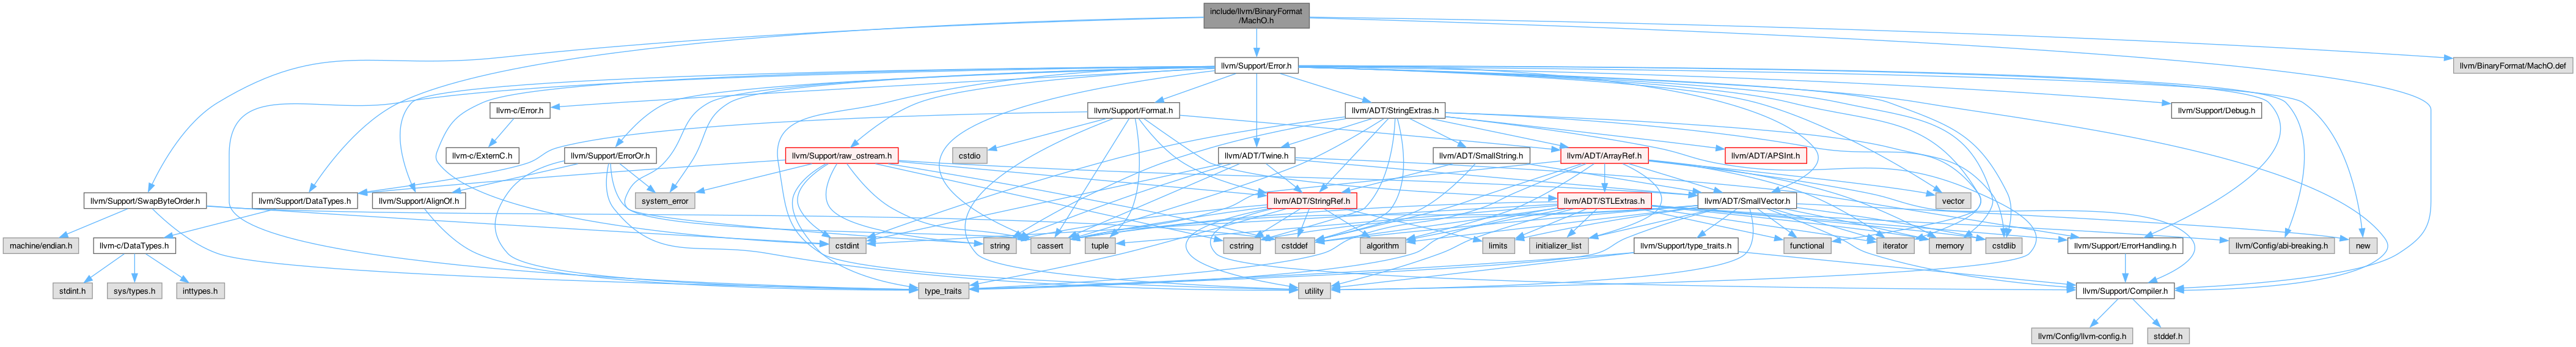 include/llvm/BinaryFormat
/MachO.h
llvm/Support/Error.h
llvm/BinaryFormat/MachO.def
llvm-c/Error.h
llvm/Support/Format.h
llvm/ADT/StringExtras.h
llvm/Support/Debug.h
llvm-c/ExternC.h
llvm/Support/ErrorOr.h
llvm/Support/raw_ostream.h
cstdio
llvm/ADT/Twine.h
llvm/ADT/SmallString.h
llvm/ADT/ArrayRef.h
llvm/ADT/APSInt.h
llvm/Support/SwapByteOrder.h
llvm/Support/DataTypes.h
llvm/Support/AlignOf.h
system_error
llvm/ADT/StringRef.h
llvm/ADT/STLExtras.h
llvm/ADT/SmallVector.h
vector
machine/endian.h
llvm-c/DataTypes.h
cstdint
string
cassert
tuple
cstring
cstddef
algorithm
limits
initializer_list
llvm/Support/type_traits.h
functional
iterator
memory
cstdlib
llvm/Support/ErrorHandling.h
llvm/Config/abi-breaking.h
new
stdint.h
sys/types.h
inttypes.h
type_traits
utility
llvm/Support/Compiler.h
llvm/Config/llvm-config.h
stddef.h